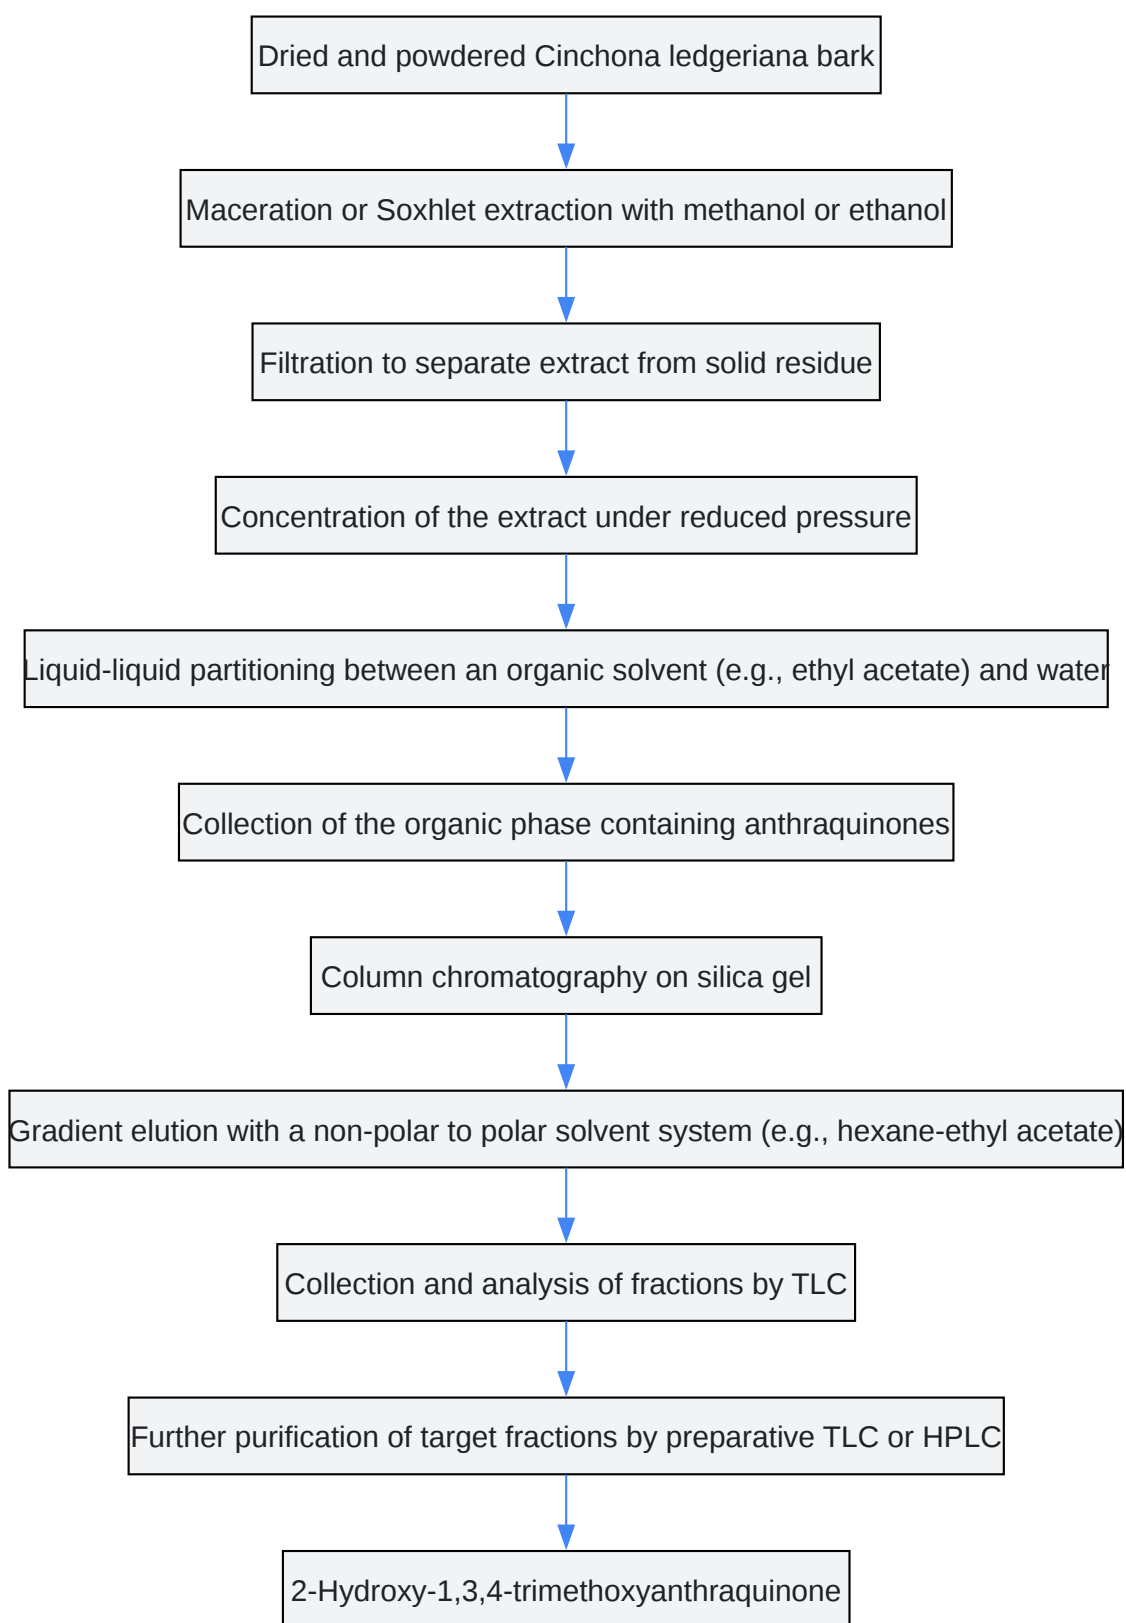 Dried and powdered Cinchona ledgeriana bark
Maceration or Soxhlet extraction with methanol or ethanol
Filtration to separate extract from solid residue
Concentration of the extract under reduced pressure
Liquid-liquid partitioning between an organic solvent (e.g., ethyl acetate) and water
Collection of the organic phase containing anthraquinones
Column chromatography on silica gel
Gradient elution with a non-polar to polar solvent system (e.g., hexane-ethyl acetate)
Collection and analysis of fractions by TLC
Further purification of target fractions by preparative TLC or HPLC
2-Hydroxy-1,3,4-trimethoxyanthraquinone